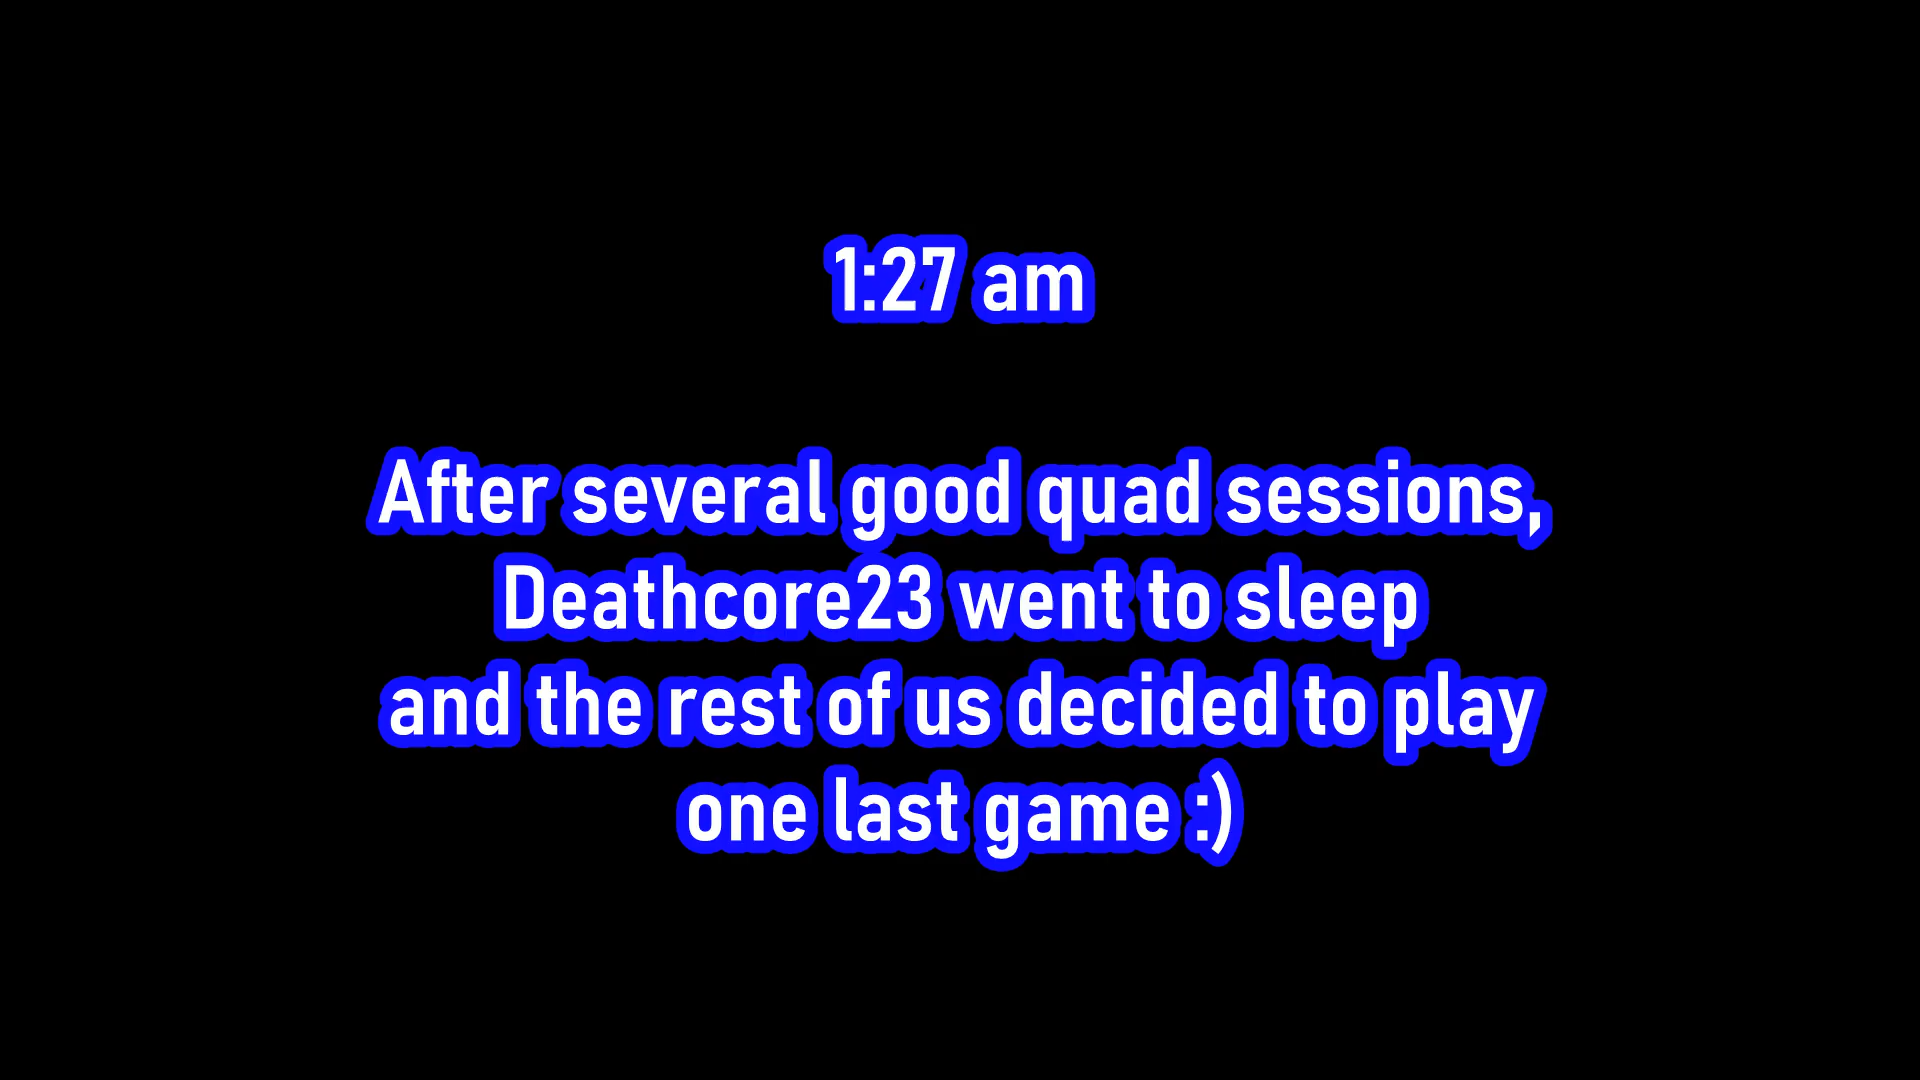 1:27 am
After several good quad sessions,
Deathcore23 went to sleep
and the rest of us decided to play
one last game :)